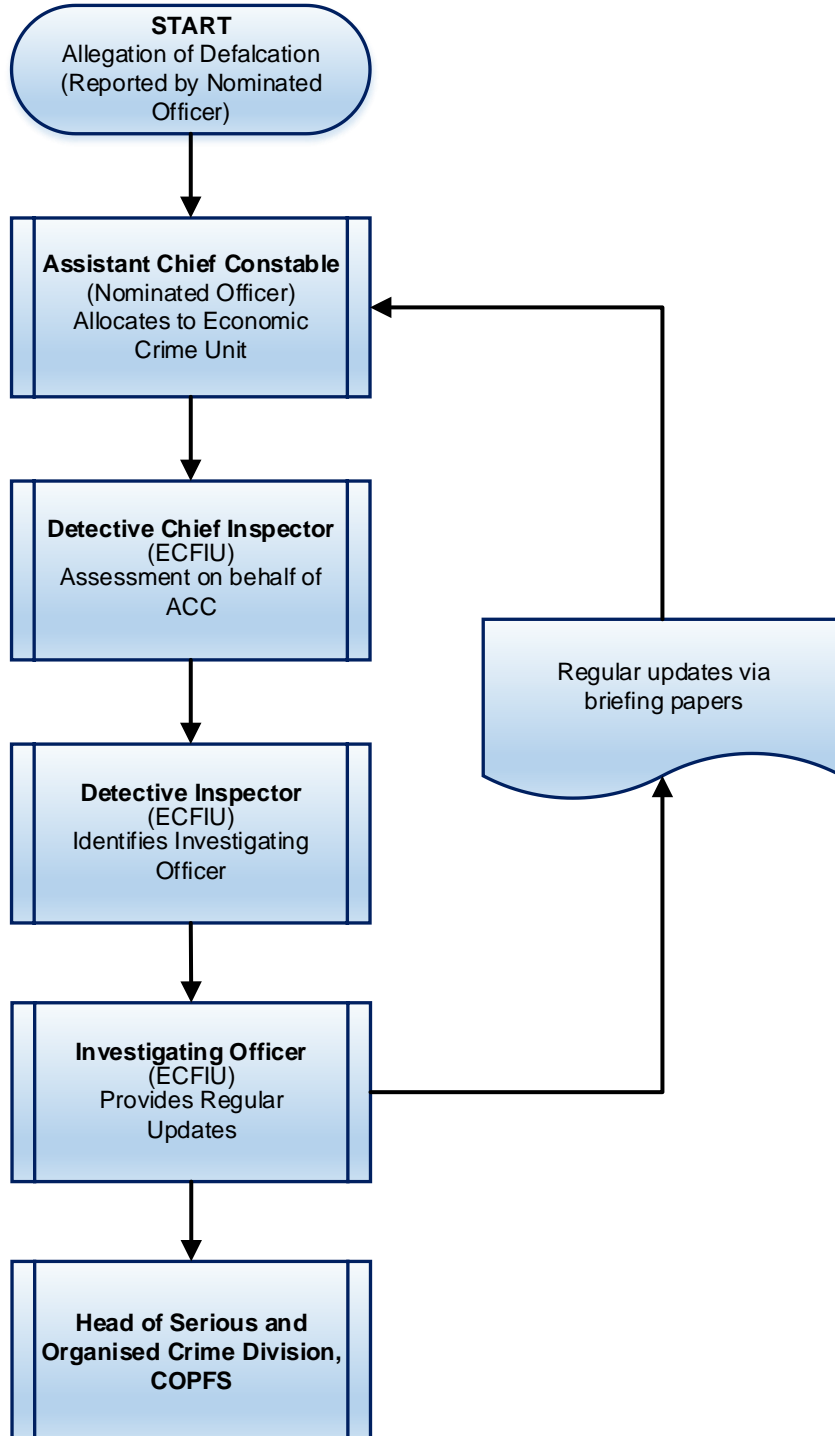 START
Allegation of Defalcation
(Reported by Nominated
Officer)
Assistant Chief Constable
(Nominated Officer)
Allocates to Economic
Crime Unit
Detective Chief Inspector
(ECFIU)
Assessment on behalf of
ACC
Regular updates via
briefing papers
Detective Inspector
(ECFIU)
Identifies Investigating
Officer
Investigating Officer
(ECFIU)
Provides Regular
Updates
Head of Serious and
Organised Crime Division,
COPFS